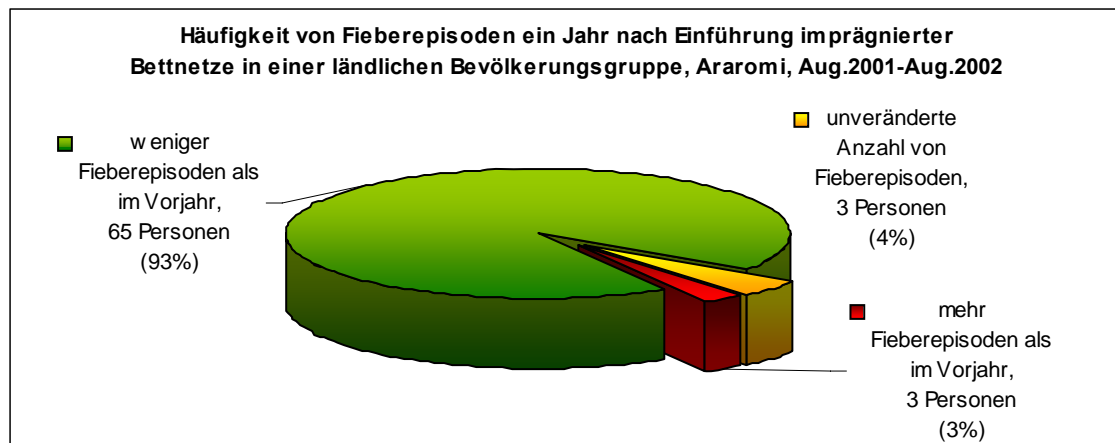 Häufigkeit von Fieberepisoden ein Jahr nach Einführung imprägnierter
Bettnetze in einer ländlichen Bevölkerungsgruppe, Araromi, Aug.2001-Aug.2002
weniger
Fieberepisoden als
im Vorjahr,
65 Personen
(93%)
unveränderte
Anzahl von
Fieberepisoden,
3 Personen
(4%)
mehr
Fieberepisoden als
im Vorjahr,
3 Personen
(3%)